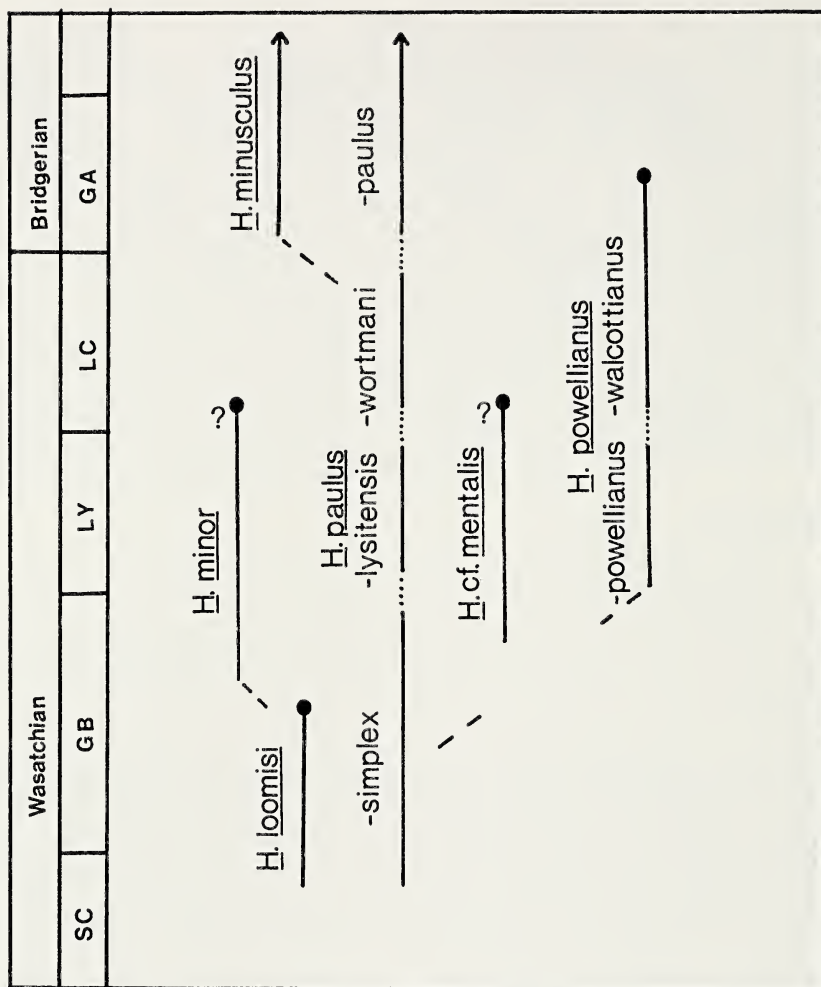 Wasatchian
Bridgerian
SC
GB
LY
LC
GA
H. loomisi
H. minor
?
H. minusculus
-simplex
H. paulus
-lysitensis
-wortmani
-paulus
H. cf. mentalis
?
H. powellianus
-powellianus
-walcottianus